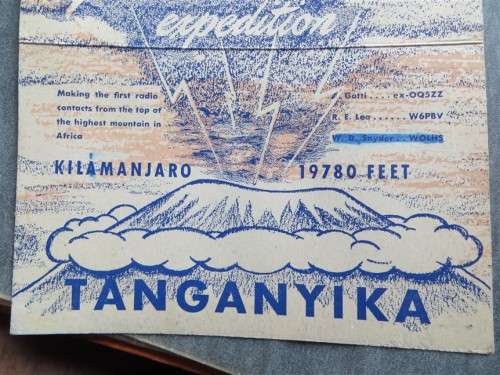 expedition
Making the first radio
contacts from the top of
the highest mountain in
Africa
. Gatti .... ex-OQ5ZZ
R. E. Leo ...... W6PBV
W. D. Snyder .. WOLHS
KILAMANJARO 19780 FEET
TANGANYIKA